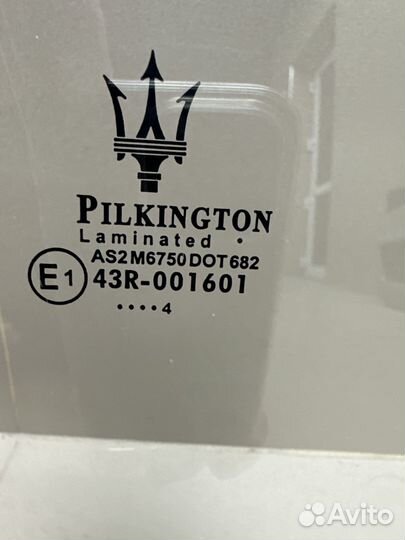 PILKINGTON
Laminated •
AS2 M6750 DOT 682
E1 43R-001601
•••• 4
Avito